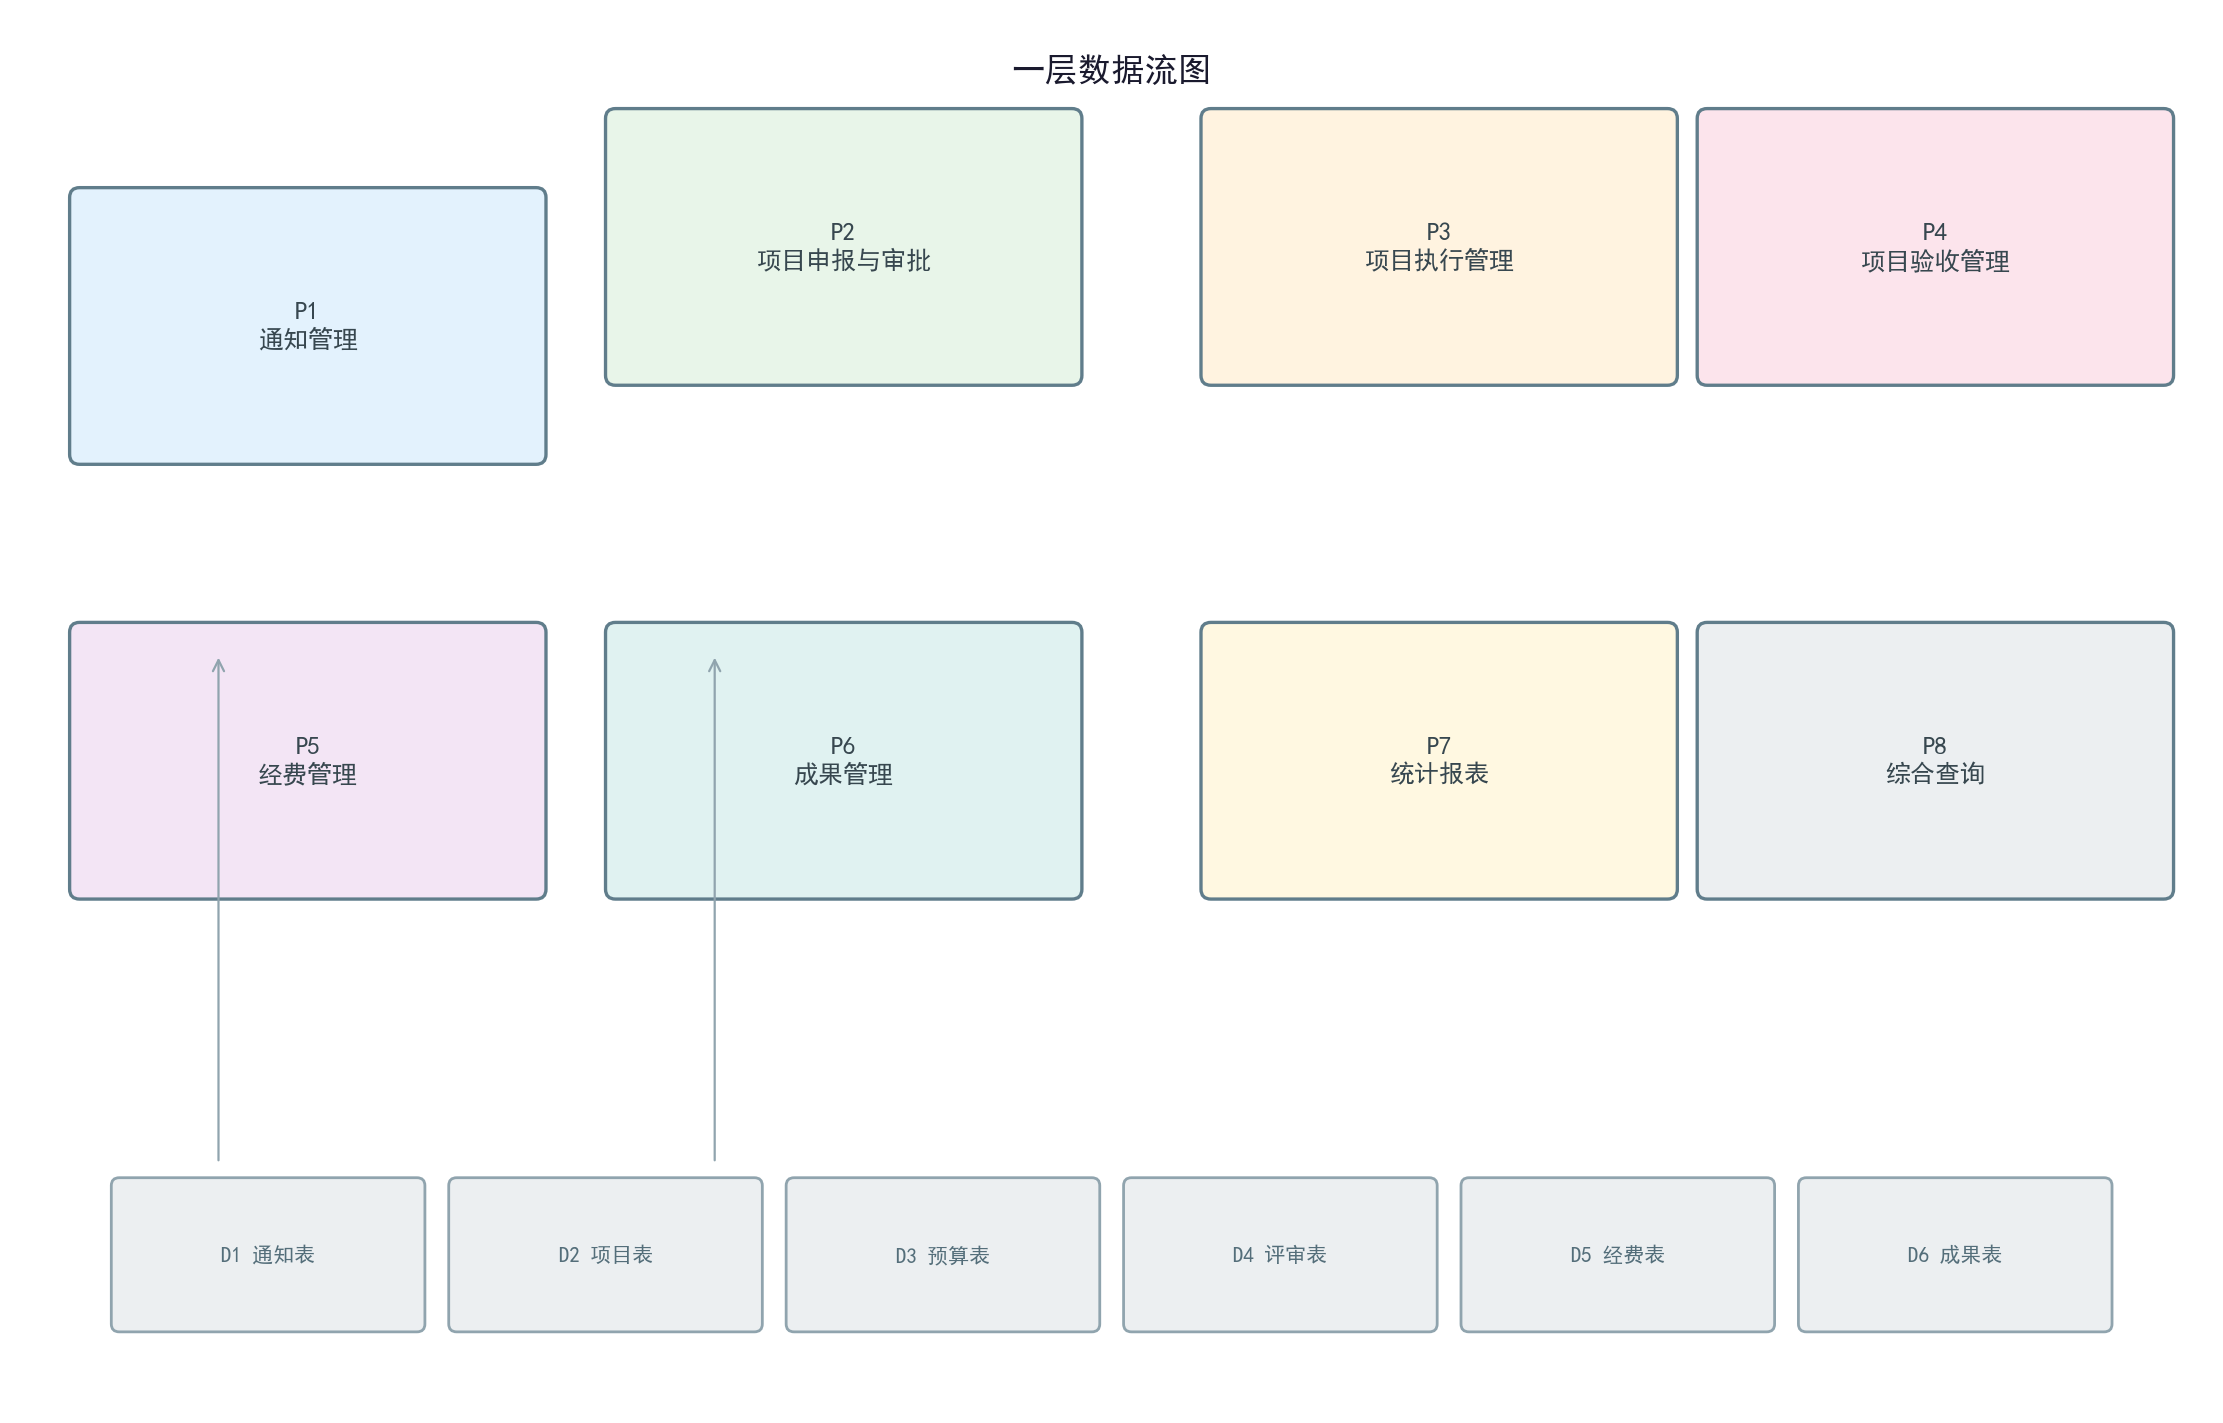 一层数据流图
P1
通知管理
P2
项目申报与审批
P3
项目执行管理
P4
项目验收管理
P5
经费管理
P6
成果管理
P7
统计报表
P8
综合查询
D1 通知表
D2 项目表
D3 预算表
D4 评审表
D5 经费表
D6 成果表